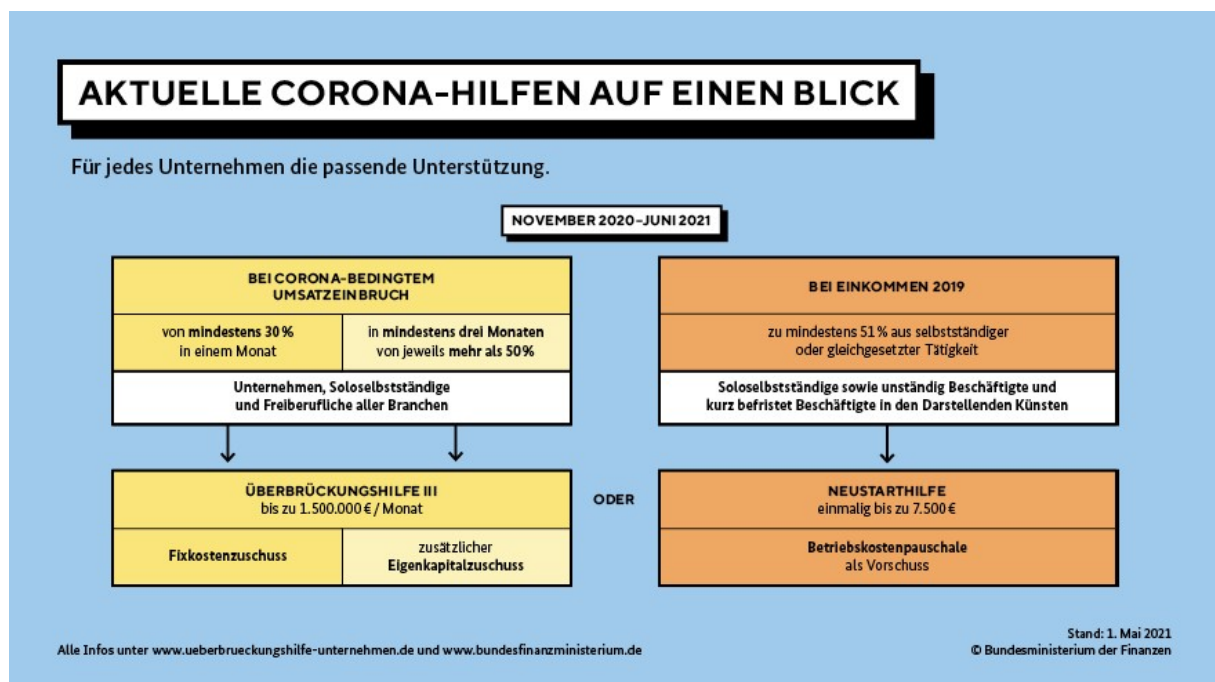 AKTUELLE CORONA-HILFEN AUF EINEN BLICK
Für jedes Unternehmen die passende Unterstützung.
NOVEMBER 2020–JUNI 2021
BEI CORONA-BEDINGTEM
UMSATZEINBRUCH
von mindestens 30 %
in einem Monat
in mindestens drei Monaten
von jeweils mehr als 50 %
Unternehmen, Soloselbstständige
und Freiberufliche aller Branchen
ÜBERBRÜCKUNGSHILFE III
bis zu 1.500.000 € / Monat
Fixkostenzuschuss
zusätzlicher
Eigenkapitalzuschuss
ODER
BEI EINKOMMEN 2019
zu mindestens 51 % aus selbstständiger
oder gleichgesetzter Tätigkeit
Soloselbstständige sowie unständig Beschäftigte und
kurz befristet Beschäftigte in den Darstellenden Künsten
NEUSTARTHILFE
einmalig bis zu 7.500 €
Betriebskostenpauschale
als Vorschuss
Alle Infos unter www.ueberbrueckungshilfe-unternehmen.de und www.bundesfinanzministerium.de
Stand: 1. Mai 2021
© Bundesministerium der Finanzen